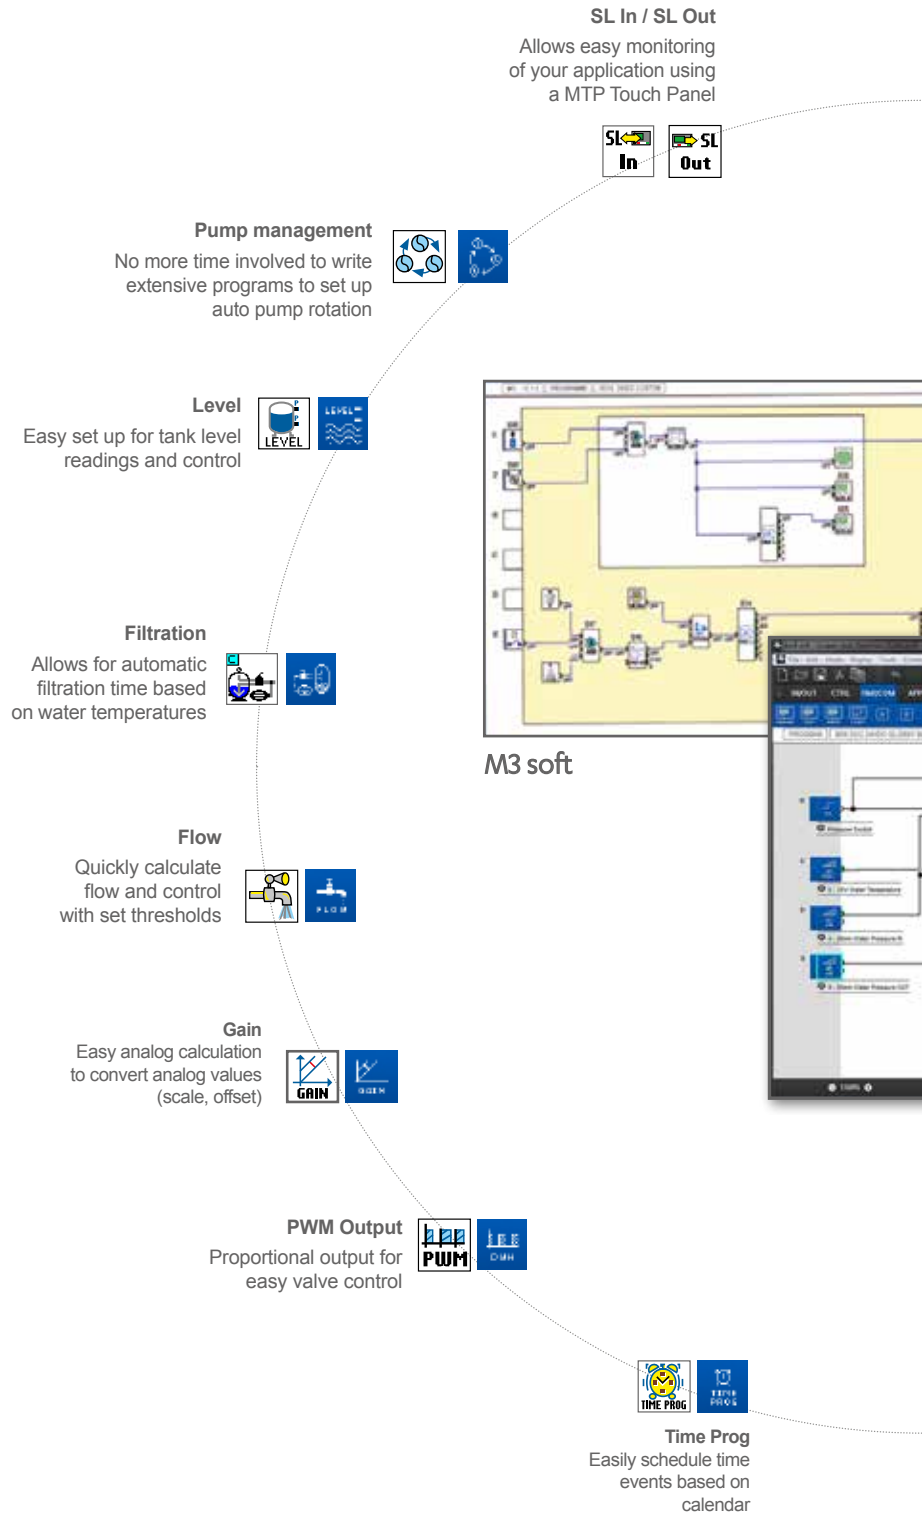 SL In / SL Out
Allows easy monitoring
of your application using
a MTP Touch Panel
SL
In
SL
Out
Pump management
No more time involved to write
extensive programs to set up
auto pump rotation
Level
Easy set up for tank level
readings and control
LEVEL
LEVEL
Filtration
Allows for automatic
filtration time based
on water temperatures
C
M3 soft
Flow
Quickly calculate
flow and control
with set thresholds
FLOW
Gain
Easy analog calculation
to convert analog values
(scale, offset)
GAIN
GAIN
PWM Output
Proportional output for
easy valve control
PWM
PWM
TIME PROG
TIME
PROG
Time Prog
Easily schedule time
events based on
calendar